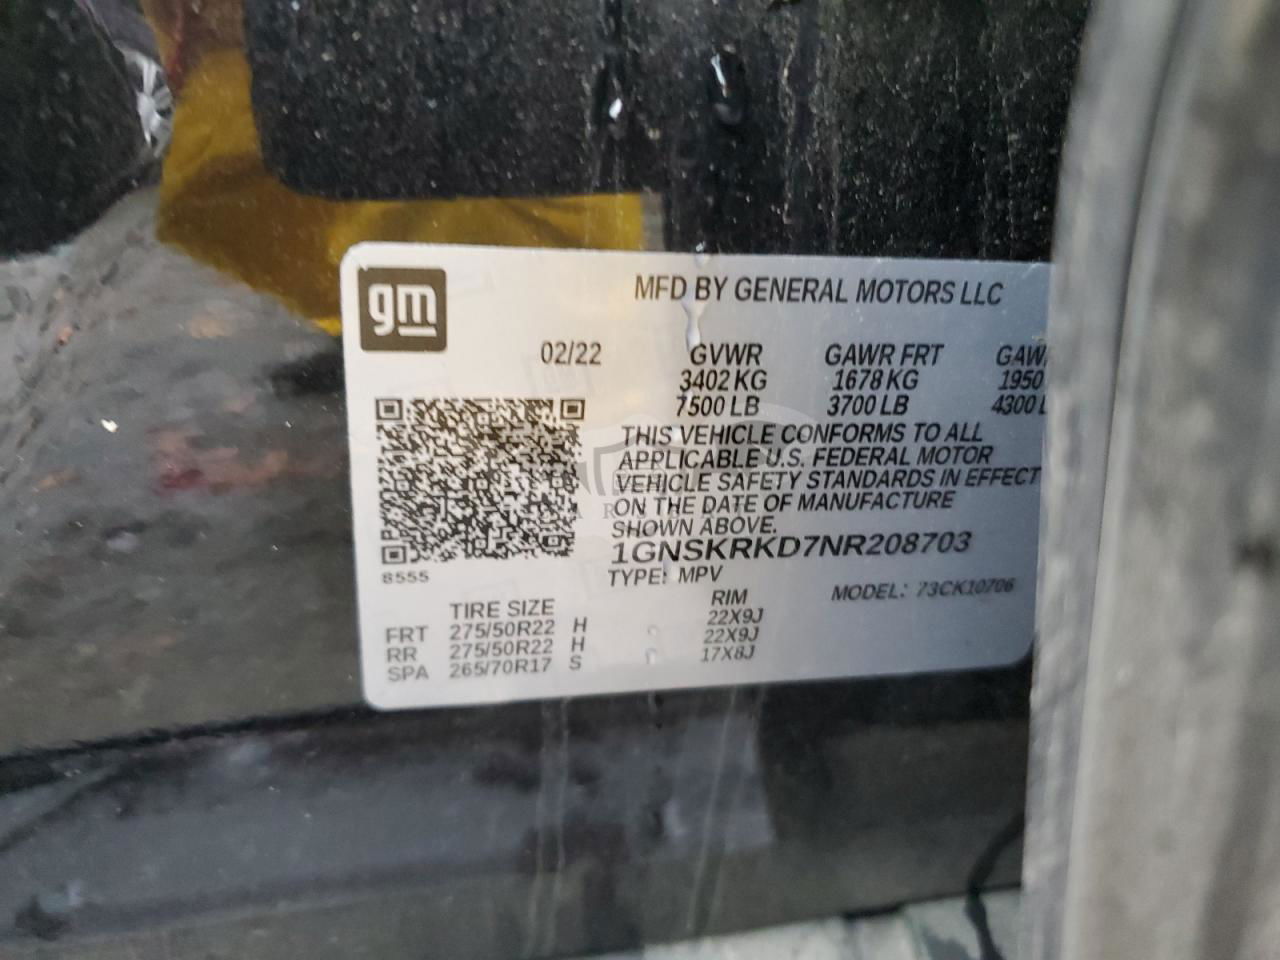 gm
MFD BY GENERAL MOTORS LLC
02/22 GVWR GAWR FRT
3402 KG 1678 KG 1950
7500 LB 3700 LB 4300
THIS VEHICLE CONFORMS TO ALL
APPLICABLE U.S. FEDERAL MOTOR
VEHICLE SAFETY STANDARDS IN EFFECT
ON THE DATE OF MANUFACTURE
SHOWN ABOVE.
1GNSKRKD7NR208703
8555 TYPE: MPV MODEL: 73CK10706
TIRE SIZE RIM
FRT 275/50R22 H 22X9J
RR 275/50R22 H 22X9J
SPA 265/70R17 S 17X8J